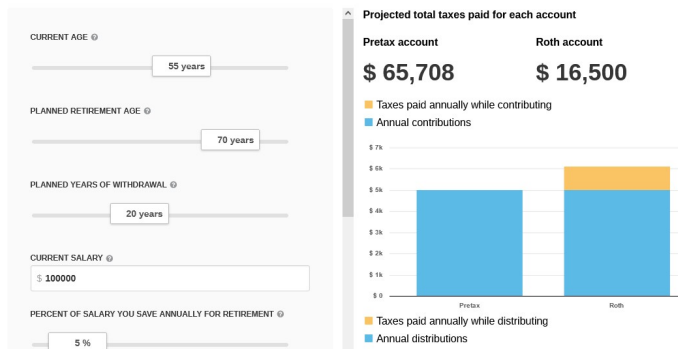 CURRENT AGE
55 years
PLANNED RETIREMENT AGE
70 years
PLANNED YEARS OF WITHDRAWAL
20 years
CURRENT SALARY
$ 100000
PERCENT OF SALARY YOU SAVE ANNUALLY FOR RETIREMENT
5 %
Projected total taxes paid for each account
Pretax account Roth account
$ 65,708 $ 16,500
Taxes paid annually while contributing
Annual contributions
$ 7k
$ 6k
$ 5k
$ 4k
$ 3k
$ 2k
$ 1k
$ 0
Pretax Roth
Taxes paid annually while distributing
Annual distributions